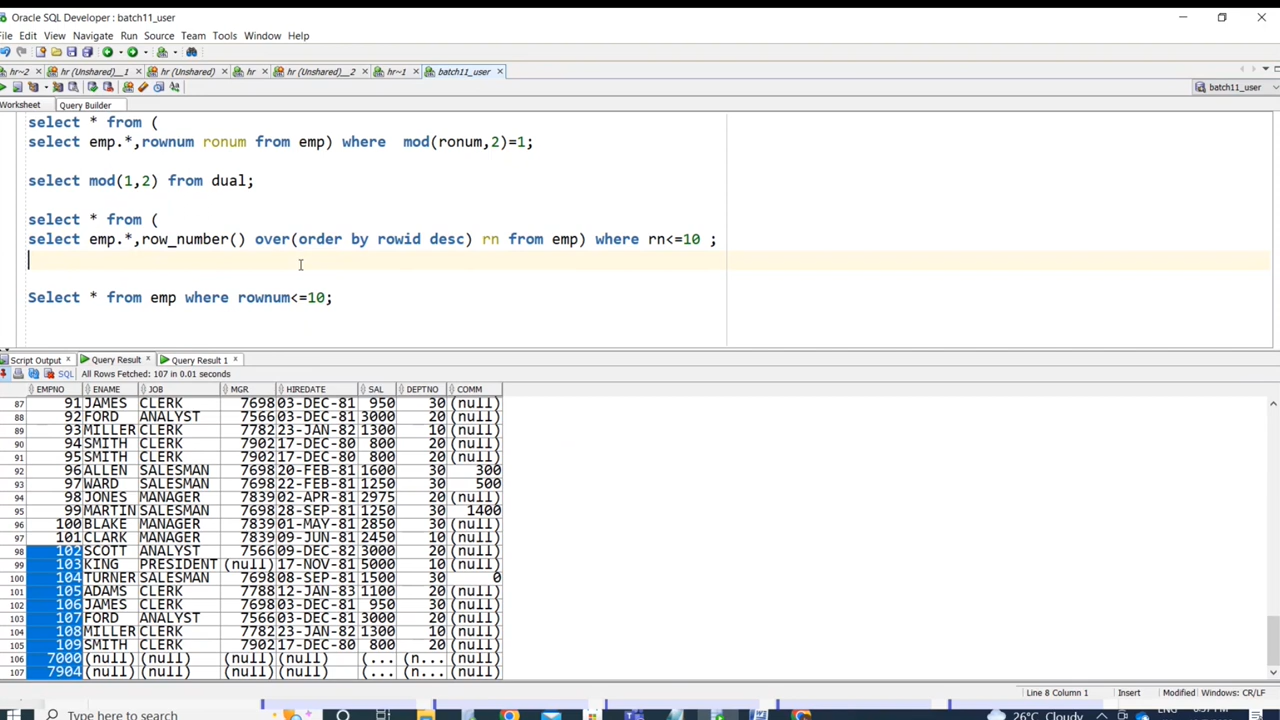 Oracle SQL Developer : batch11_user
File Edit View Navigate Run Source Team Tools Window Help
hr~2 hr (Unshared)__1 hr (Unshared) hr hr (Unshared)__2 hr~1 batch11_user
batch11_user
Worksheet Query Builder
select * from (
select emp.*,rownum ronum from emp) where mod(ronum,2)=1;
select mod(1,2) from dual;
select * from (
select emp.*,row_number() over(order by rowid desc) rn from emp) where rn<=10 ;
Select * from emp where rownum<=10;
Script Output Query Result Query Result 1
SQL All Rows Fetched: 107 in 0.01 seconds
EMPNO ENAME JOB MGR HIREDATE SAL DEPTNO COMM
87 91 JAMES CLERK 7698 03-DEC-81 950 30 (null)
88 92 FORD ANALYST 7566 03-DEC-81 3000 20 (null)
89 93 MILLER CLERK 7782 23-JAN-82 1300 10 (null)
90 94 SMITH CLERK 7902 17-DEC-80 800 20 (null)
91 95 SMITH CLERK 7902 17-DEC-80 800 20 (null)
92 96 ALLEN SALESMAN 7698 20-FEB-81 1600 30 300
93 97 WARD SALESMAN 7698 22-FEB-81 1250 30 500
94 98 JONES MANAGER 7839 02-APR-81 2975 20 (null)
95 99 MARTIN SALESMAN 7698 28-SEP-81 1250 30 1400
96 100 BLAKE MANAGER 7839 01-MAY-81 2850 30 (null)
97 101 CLARK MANAGER 7839 09-JUN-81 2450 10 (null)
98 102 SCOTT ANALYST 7566 09-DEC-82 3000 20 (null)
99 103 KING PRESIDENT (null) 17-NOV-81 5000 10 (null)
100 104 TURNER SALESMAN 7698 08-SEP-81 1500 30 0
101 105 ADAMS CLERK 7788 12-JAN-83 1100 20 (null)
102 106 JAMES CLERK 7698 03-DEC-81 950 30 (null)
103 107 FORD ANALYST 7566 03-DEC-81 3000 20 (null)
104 108 MILLER CLERK 7782 23-JAN-82 1300 10 (null)
105 109 SMITH CLERK 7902 17-DEC-80 800 20 (null)
106 7000 (null) (null) (null) (null) (... (n... (null)
107 7904 (null) (null) (null) (null) (... (n... (null)
Line 8 Column 1 Insert Modified Windows: CR/LF
Type here to search 26°C Cloudy